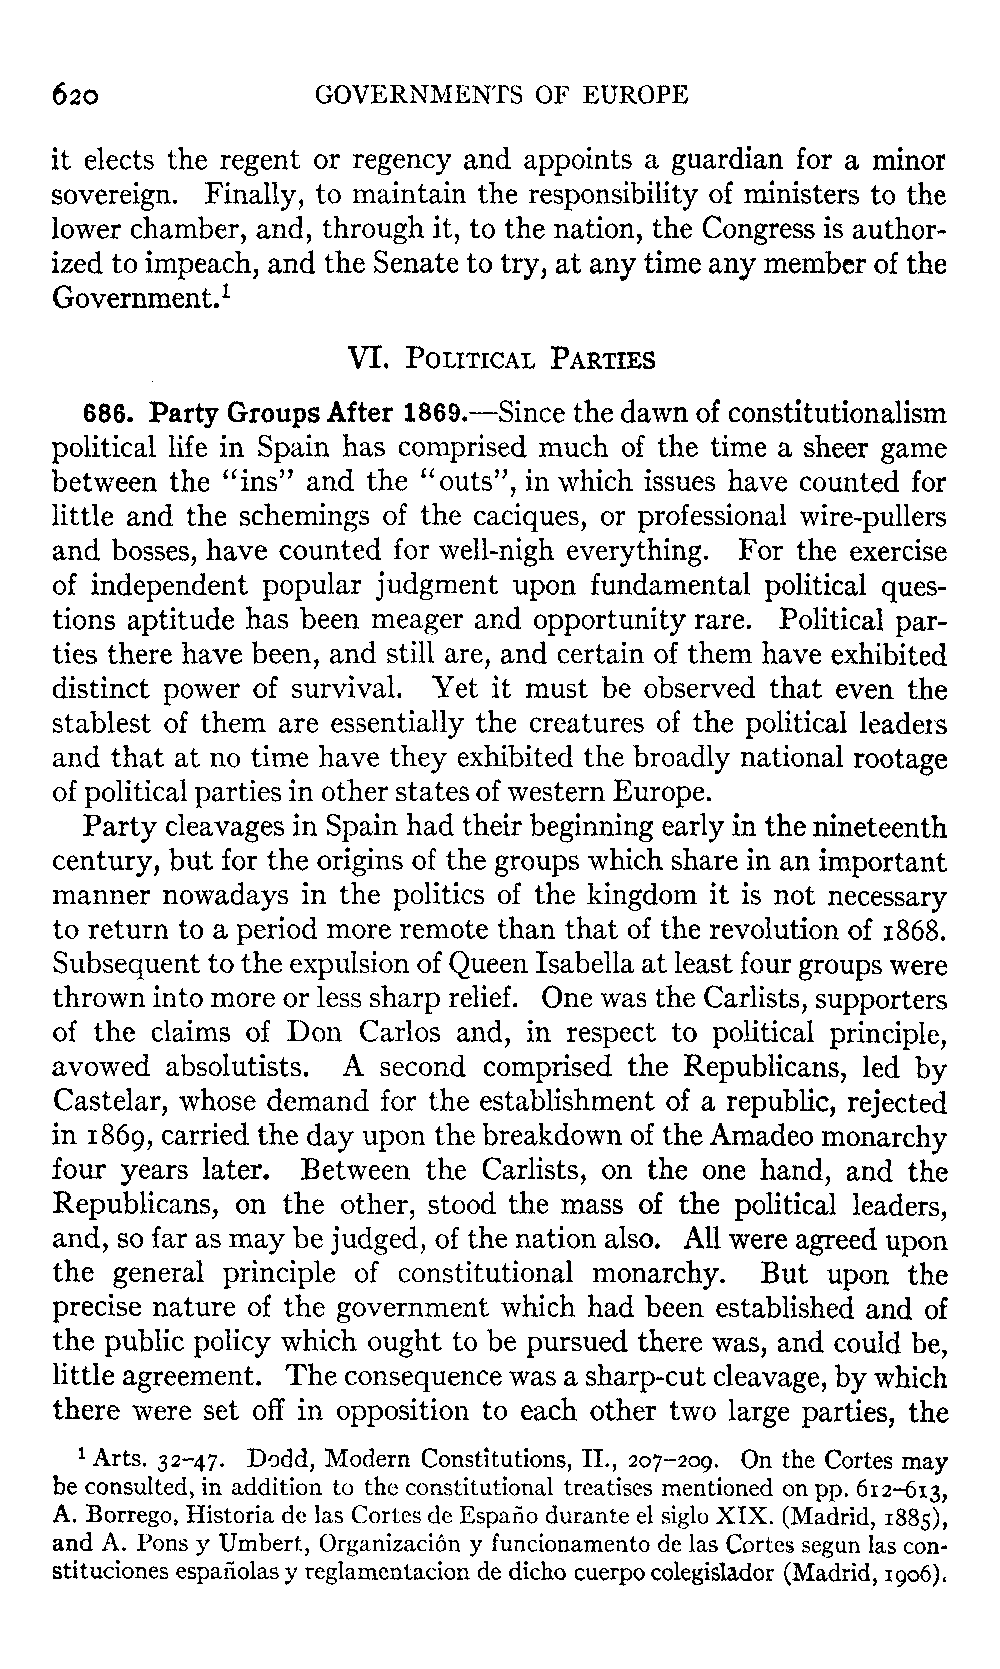 620 GOVERNMENTS OF EUROPE
it elects the regent or regency and appoints a guardian for a minor
sovereign. Finally, to maintain the responsibility of ministers to the
lower chamber, and, through it, to the nation, the Congress is author-
ized to impeach, and the Senate to try, at any time any member of the
Government.¹
VI. POLITICAL PARTIES
686. Party Groups After 1869.—Since the dawn of constitutionalism
political life in Spain has comprised much of the time a sheer game
between the “ins” and the “outs”, in which issues have counted for
little and the schemings of the caciques, or professional wire-pullers
and bosses, have counted for well-nigh everything. For the exercise
of independent popular judgment upon fundamental political ques-
tions aptitude has been meager and opportunity rare. Political par-
ties there have been, and still are, and certain of them have exhibited
distinct power of survival. Yet it must be observed that even the
stablest of them are essentially the creatures of the political leaders
and that at no time have they exhibited the broadly national rootage
of political parties in other states of western Europe.
Party cleavages in Spain had their beginning early in the nineteenth
century, but for the origins of the groups which share in an important
manner nowadays in the politics of the kingdom it is not necessary
to return to a period more remote than that of the revolution of 1868.
Subsequent to the expulsion of Queen Isabella at least four groups were
thrown into more or less sharp relief. One was the Carlists, supporters
of the claims of Don Carlos and, in respect to political principle,
avowed absolutists. A second comprised the Republicans, led by
Castelar, whose demand for the establishment of a republic, rejected
in 1869, carried the day upon the breakdown of the Amadeo monarchy
four years later. Between the Carlists, on the one hand, and the
Republicans, on the other, stood the mass of the political leaders,
and, so far as may be judged, of the nation also. All were agreed upon
the general principle of constitutional monarchy. But upon the
precise nature of the government which had been established and of
the public policy which ought to be pursued there was, and could be,
little agreement. The consequence was a sharp-cut cleavage, by which
there were set off in opposition to each other two large parties, the
¹ Arts. 32–47. Dodd, Modern Constitutions, II., 207–209. On the Cortes may
be consulted, in addition to the constitutional treatises mentioned on pp. 612–613,
A. Borrego, Historia de las Cortes de Españo durante el siglo XIX. (Madrid, 1885),
and A. Pons y Umbert, Organización y funcionamento de las Cortes segun las con-
stituciones españolas y reglamentacion de dicho cuerpo colegislador (Madrid, 1906).